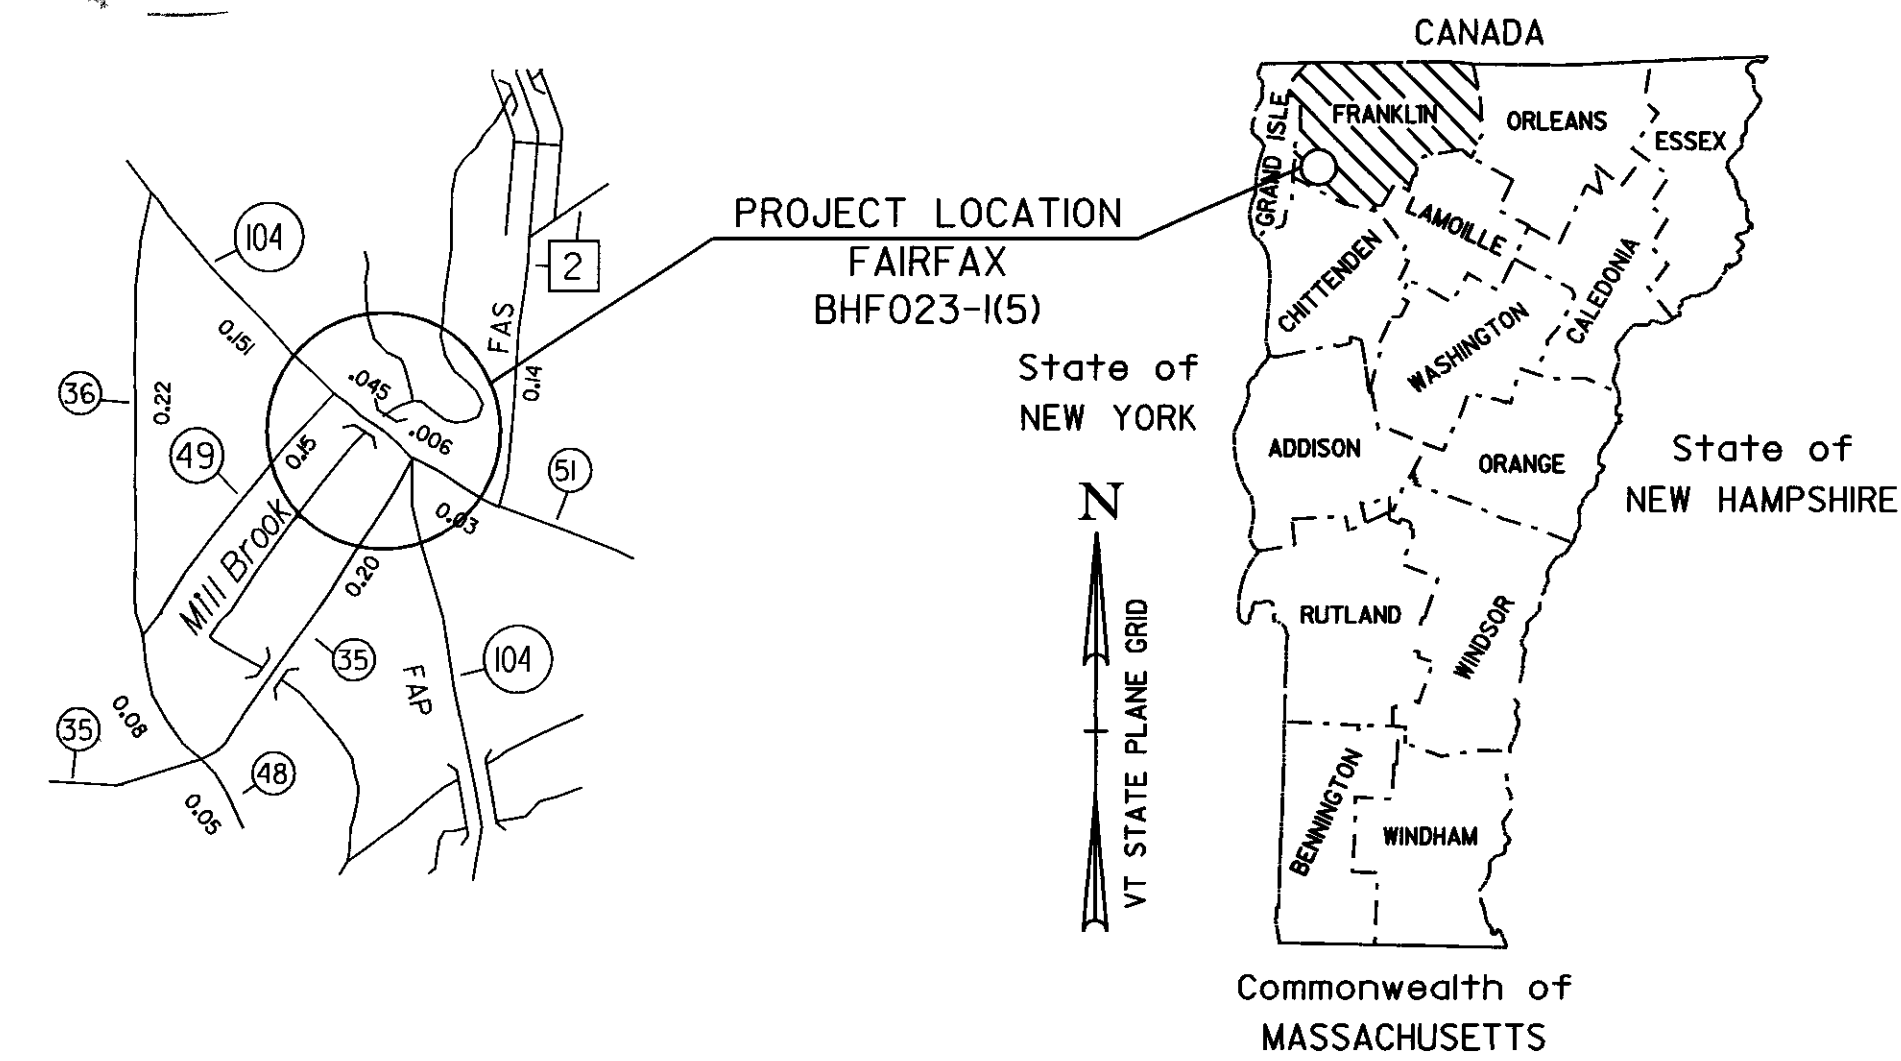 104
2
FAS
0.151
.045
0.14
36
0.22
.006
49
0.15
51
0.03
Mill Brook
0.20
35
104
FAP
0.08
35
48
0.05
PROJECT LOCATION
FAIRFAX
BHF023-1(5)
CANADA
GRAND ISLE
FRANKLIN
ORLEANS
ESSEX
LAMOILLE
CHITTENDEN
CALEDONIA
WASHINGTON
State of
NEW YORK
ADDISON
ORANGE
State of
NEW HAMPSHIRE
N
VT STATE PLANE GRID
RUTLAND
WINDSOR
BENNINGTON
WINDHAM
Commonwealth of
MASSACHUSETTS